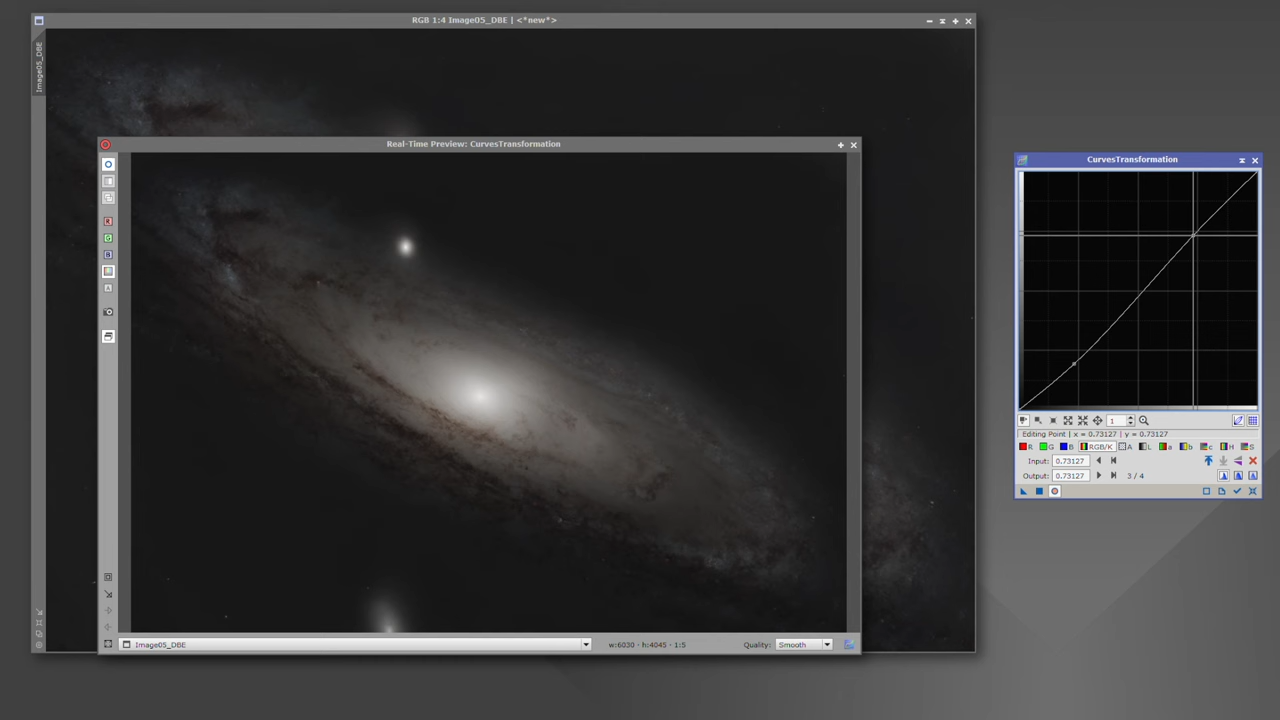 RGB 1:4 Image05_DBE | <*new*>
Image05_DBE
Real-Time Preview: CurvesTransformation
R
G
B
A
Image05_DBE
w:6030 · h:4045 · 1:5
Quality:
Smooth
CurvesTransformation
1
Editing Point | x = 0.73127 | y = 0.73127
R G B RGB/K A L a b c H S
Input: 0.73127
Output: 0.73127 3 / 4